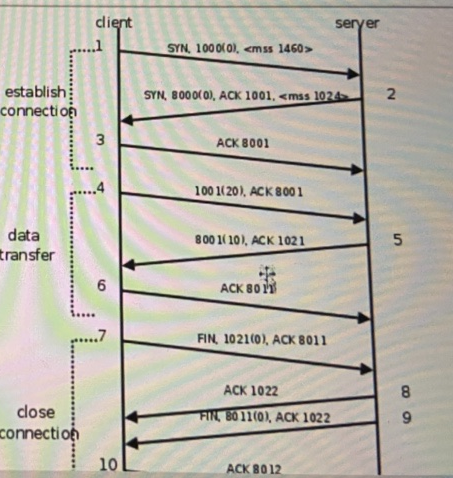 client
server
1
SYN, 1000(0), <mss 1460>
establish
connection
SYN, 8000(0), ACK 1001, <mss 1024>
2
3
ACK 8001
4
1001(20), ACK 8001
data
transfer
8001(10), ACK 1021
5
6
ACK 8011
7
FIN, 1021(0), ACK 8011
close
connection
ACK 1022
8
FIN, 8011(0), ACK 1022
9
10
ACK 8012